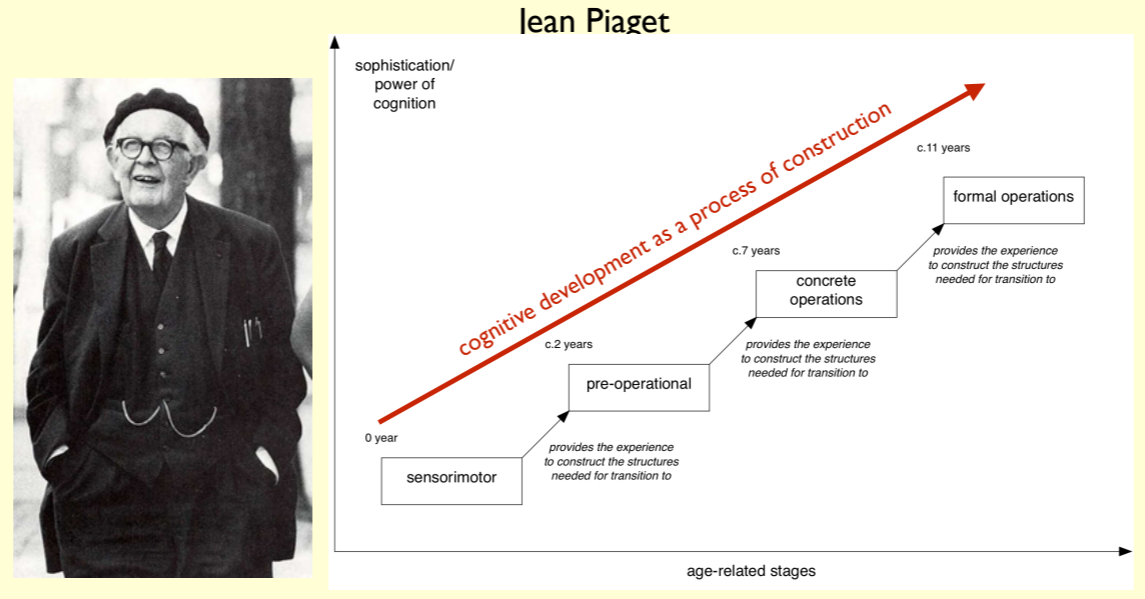 Jean Piaget
sophistication/
power of
cognition
cognitive development as a process of construction
c.11 years
formal operations
provides the experience
to construct the structures
needed for transition to
c.7 years
concrete
operations
provides the experience
to construct the structures
needed for transition to
c.2 years
pre-operational
provides the experience
to construct the structures
needed for transition to
0 year
sensorimotor
age-related stages